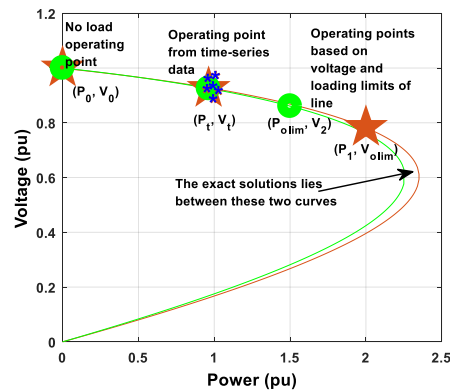 No load
operating
point
(P0, V0)
Operating point
from time-series
data
(Pt, Vt)
Operating points
based on
voltage and
loading limits of
line
(Polim, V2)
(P1, Volim)
The exact solutions lies
between these two curves
Voltage (pu)
1.2
1
0.8
0.6
0.4
0.2
0
0 0.5 1 1.5 2 2.5
Power (pu)